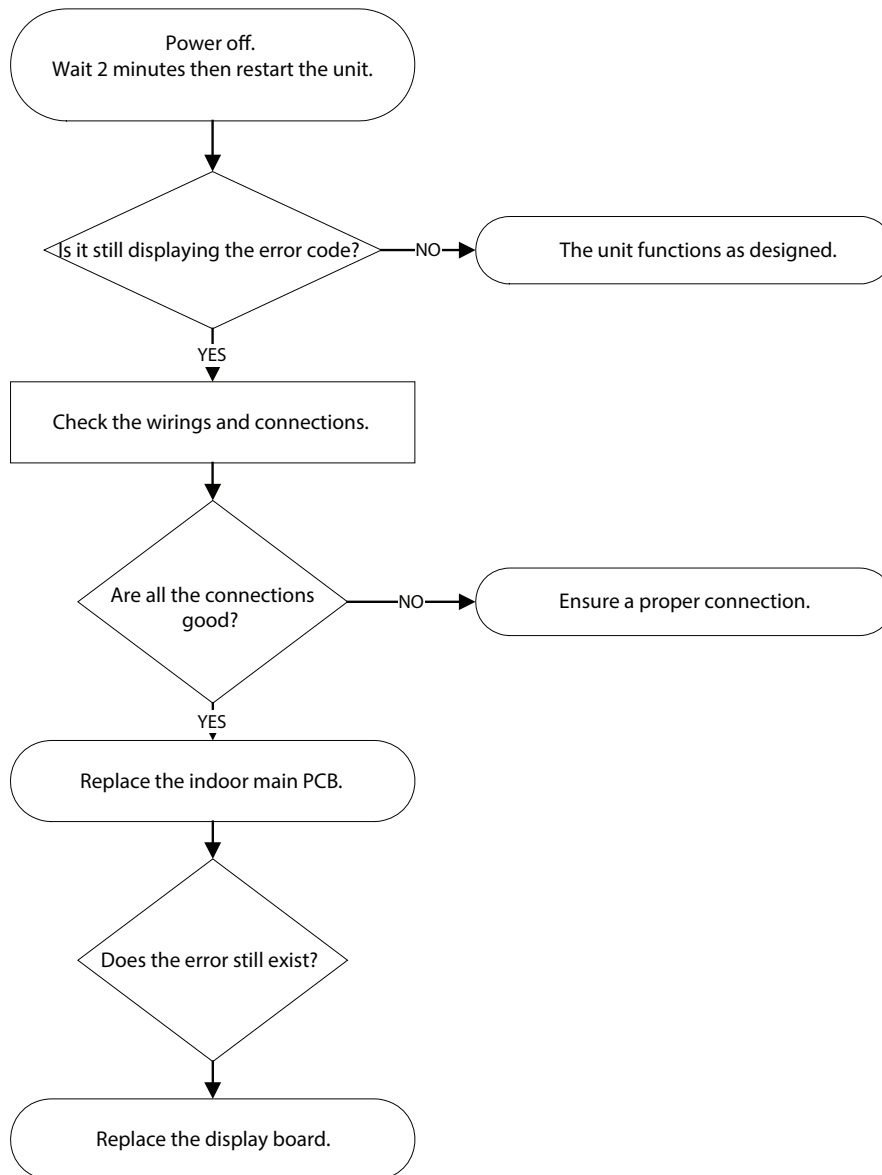 Power off.
Wait 2 minutes then restart the unit.
Is it still displaying the error code?
NO
The unit functions as designed.
YES
Check the wirings and connections.
Are all the connections
good?
NO
Ensure a proper connection.
YES
Replace the indoor main PCB.
Does the error still exist?
Replace the display board.